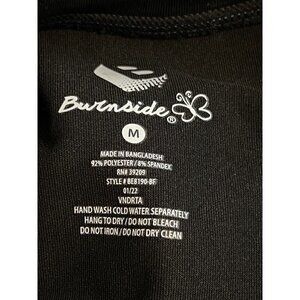 Burnside®
M
MADE IN BANGLADESH
92% POLYESTER/8% SPANDEX
RN# 39209
STYLE # BE8190-BF
01/22
VNDRTA
HAND WASH COLD WATER SEPARATELY
HANG TO DRY/ DO NOT BLEACH
DO NOT IRON/ DO NOT DRY CLEAN